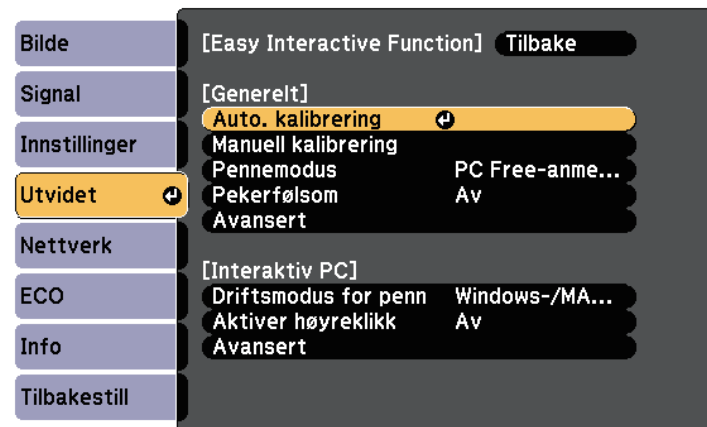 Bilde
Signal
Innstillinger
Utvidet
Nettverk
ECO
Info
Tilbakestill
[Easy Interactive Function] Tilbake
[Generelt]
Auto. kalibrering
Manuell kalibrering
Pennemodus PC Free-anme...
Pekerfølsom Av
Avansert
[Interaktiv PC]
Driftsmodus for penn Windows-/MA...
Aktiver høyreklikk Av
Avansert